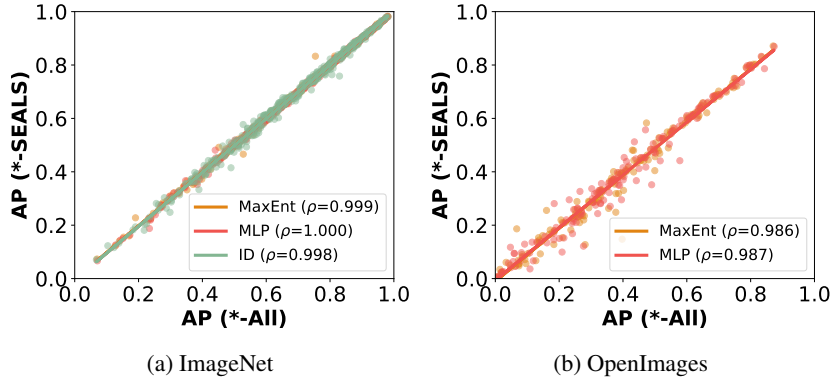 1.0
0.8
0.6
0.4
0.2
0.0
AP (*-SEALS)
MaxEnt (ρ=0.999)
MLP (ρ=1.000)
ID (ρ=0.998)
0.0 0.2 0.4 0.6 0.8 1.0
AP (*-All)
(a) ImageNet
1.0
0.8
0.6
0.4
0.2
0.0
AP (*-SEALS)
MaxEnt (ρ=0.986)
MLP (ρ=0.987)
0.0 0.2 0.4 0.6 0.8 1.0
AP (*-All)
(b) OpenImages